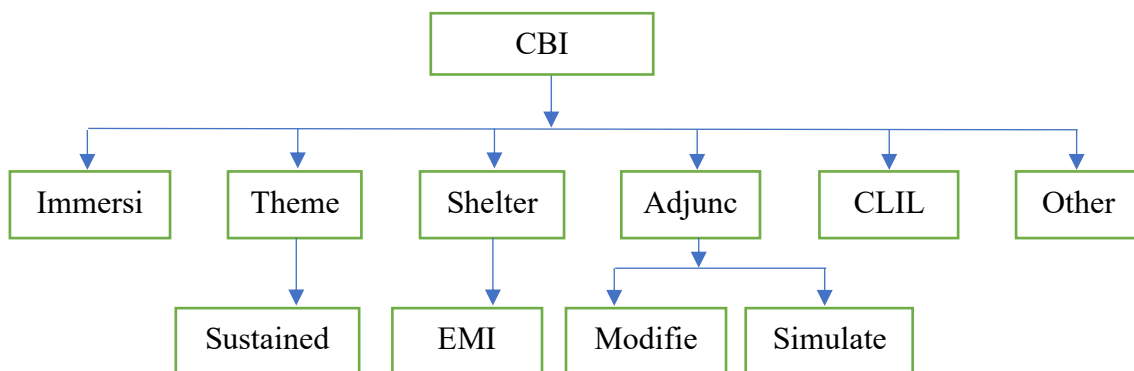 CBI
Immersi
Theme
Shelter
Adjunc
CLIL
Other
Sustained
EMI
Modifie
Simulate